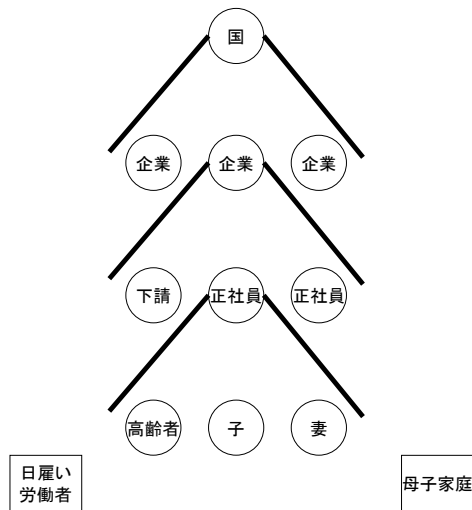 国
企業
企業
企業
下請
正社員
正社員
高齢者
子
妻
日雇い
労働者
母子家庭